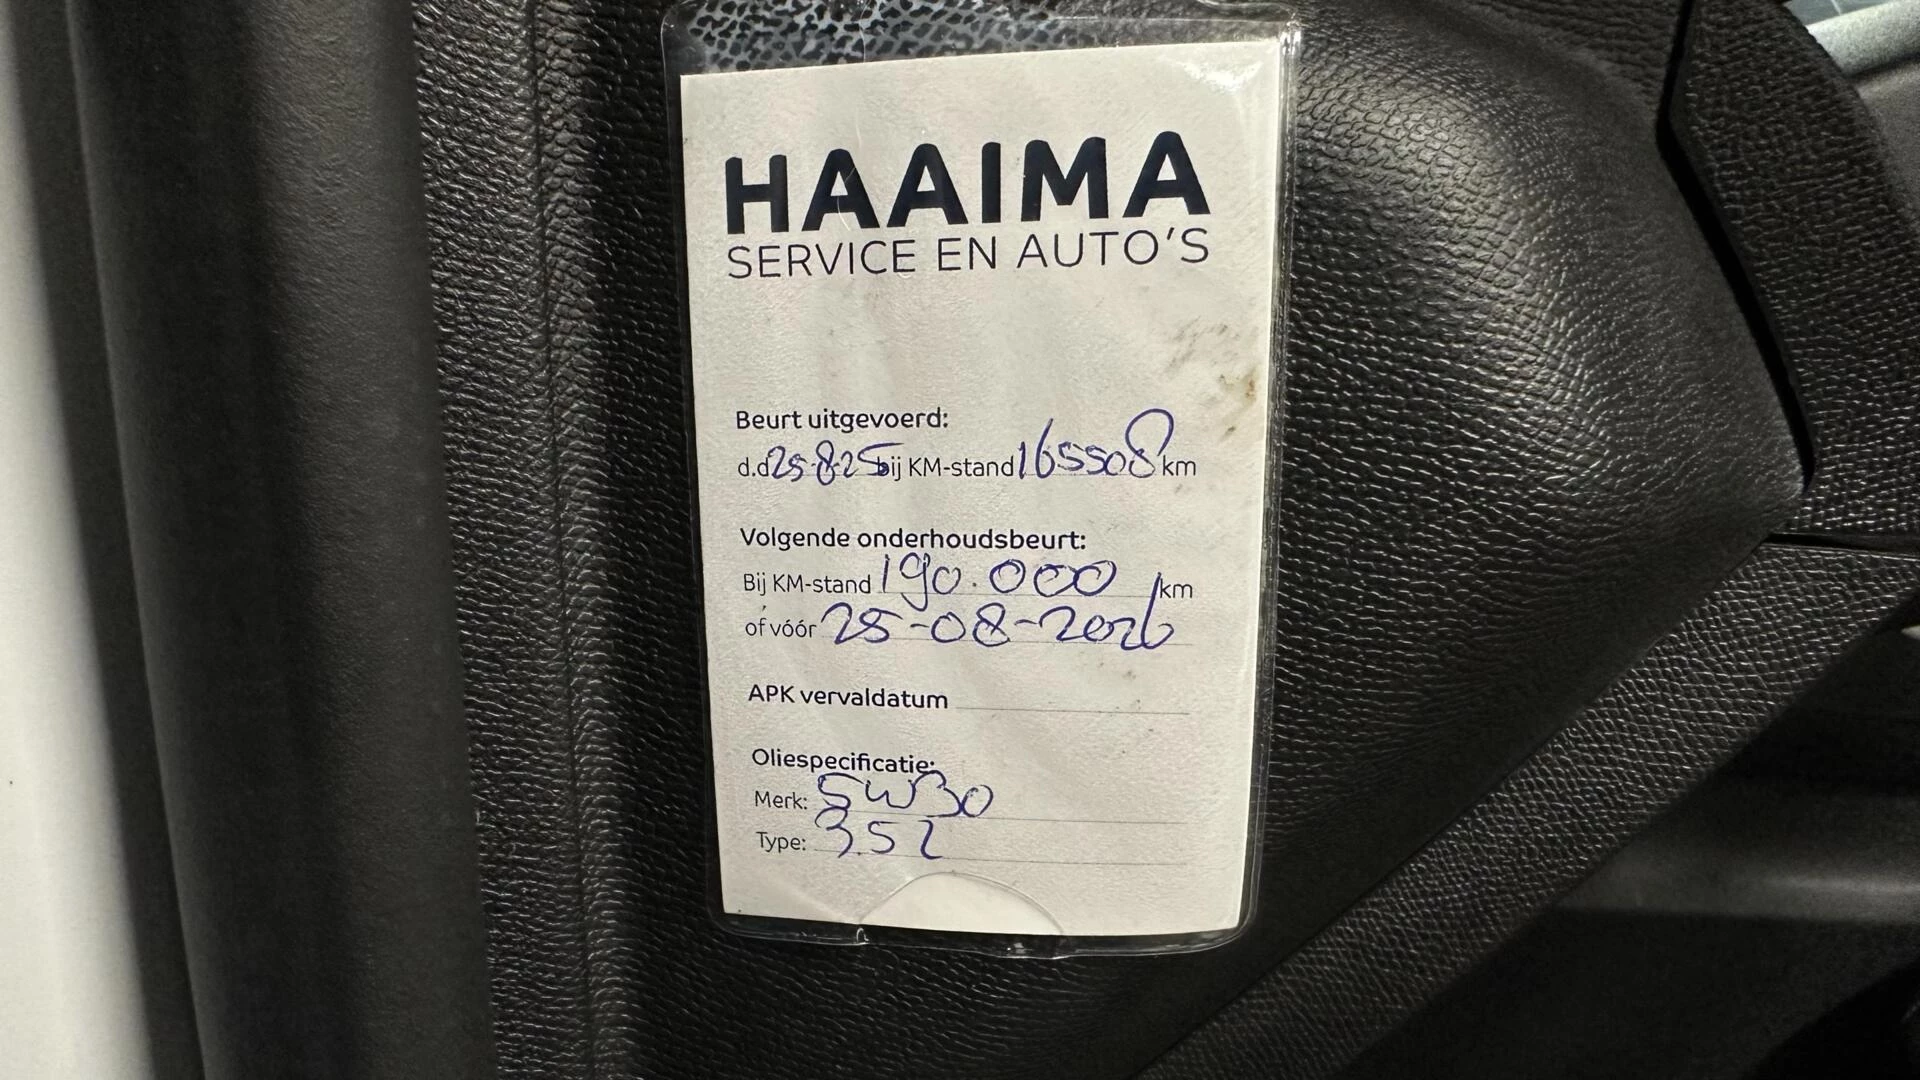 HAAIMA
SERVICE EN AUTO'S
Beurt uitgevoerd:
d.d 25-8-25 bij KM-stand 165508 km
Volgende onderhoudsbeurt:
Bij KM-stand 190.000 km
of vóór 25-08-2026
APK vervaldatum
Oliespecificatie:
Merk: 5W30
Type: 3.5 l